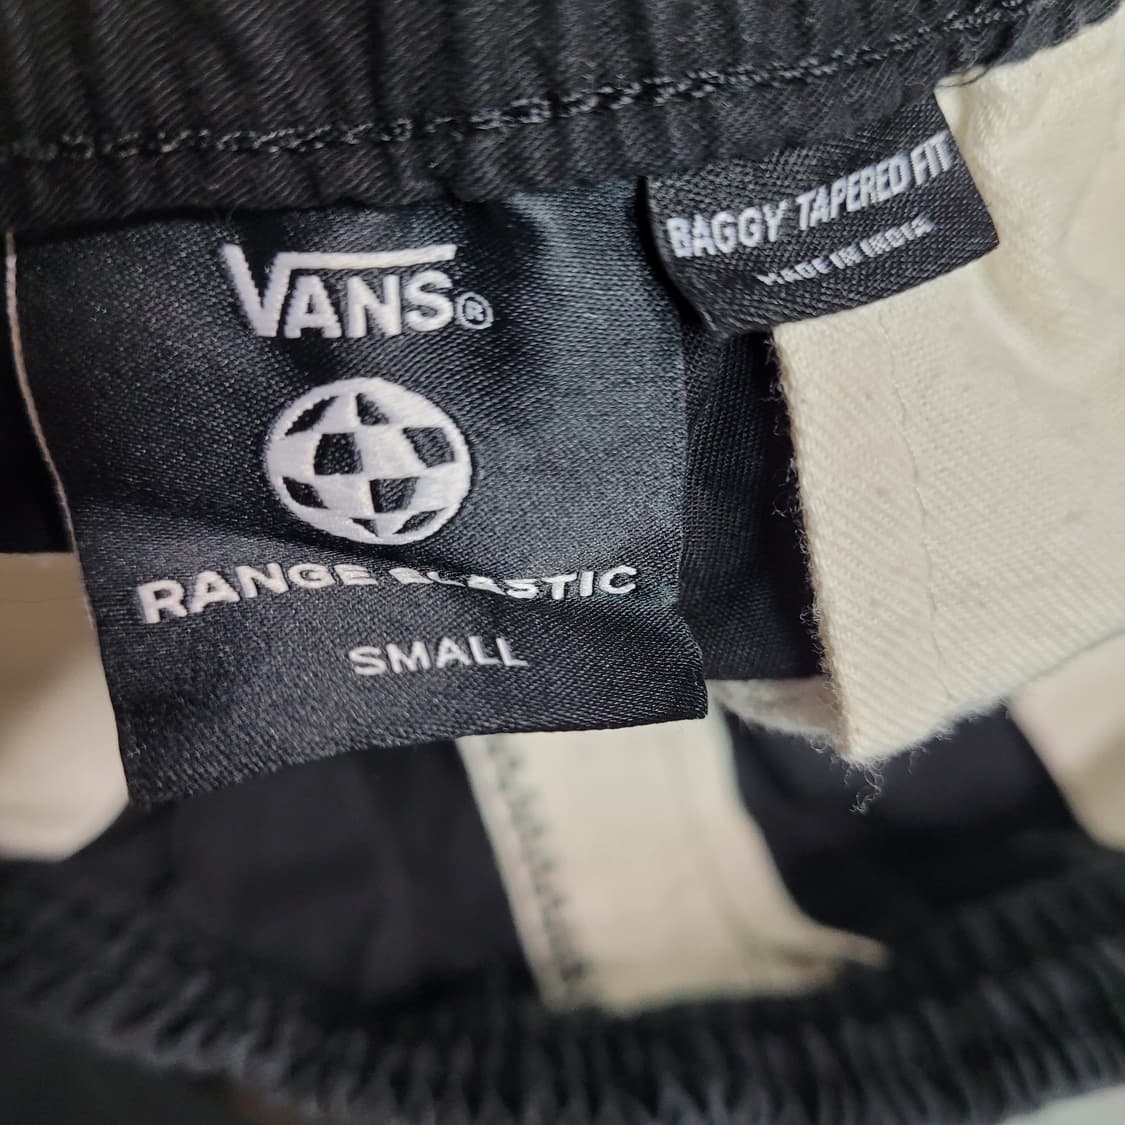 VANS®
RANGE ELASTIC
SMALL
BAGGY TAPERED FIT
MADE IN INDIA